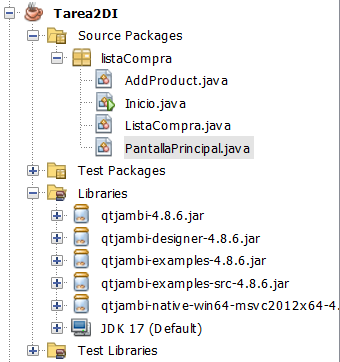 Tarea2DI
Source Packages
listaCompra
AddProduct.java
Inicio.java
ListaCompra.java
PantallaPrincipal.java
Test Packages
Libraries
qtjambi-4.8.6.jar
qtjambi-designer-4.8.6.jar
qtjambi-examples-4.8.6.jar
qtjambi-examples-src-4.8.6.jar
qtjambi-native-win64-msvc2012x64-4.
JDK 17 (Default)
Test Libraries